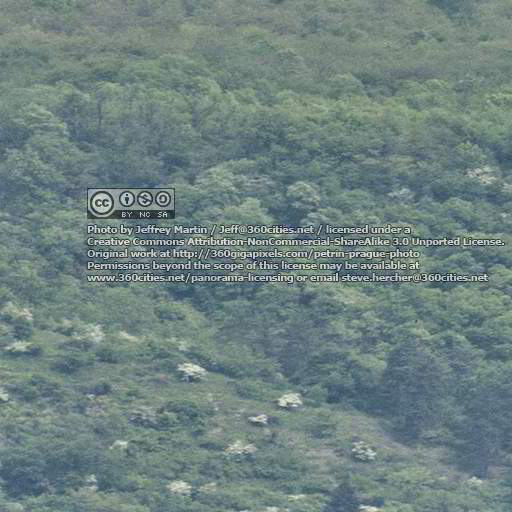 cc BY NC SA
Photo by Jeffrey Martin / Jeff@360cities.net / licensed under a
Creative Commons Attribution-NonCommercial-ShareAlike 3.0 Unported License.
Original work at http://360gigapixels.com/petrin-prague-photo
Permissions beyond the scope of this license may be available at
www.360cities.net/panorama-licensing or email steve.hercher@360cities.net